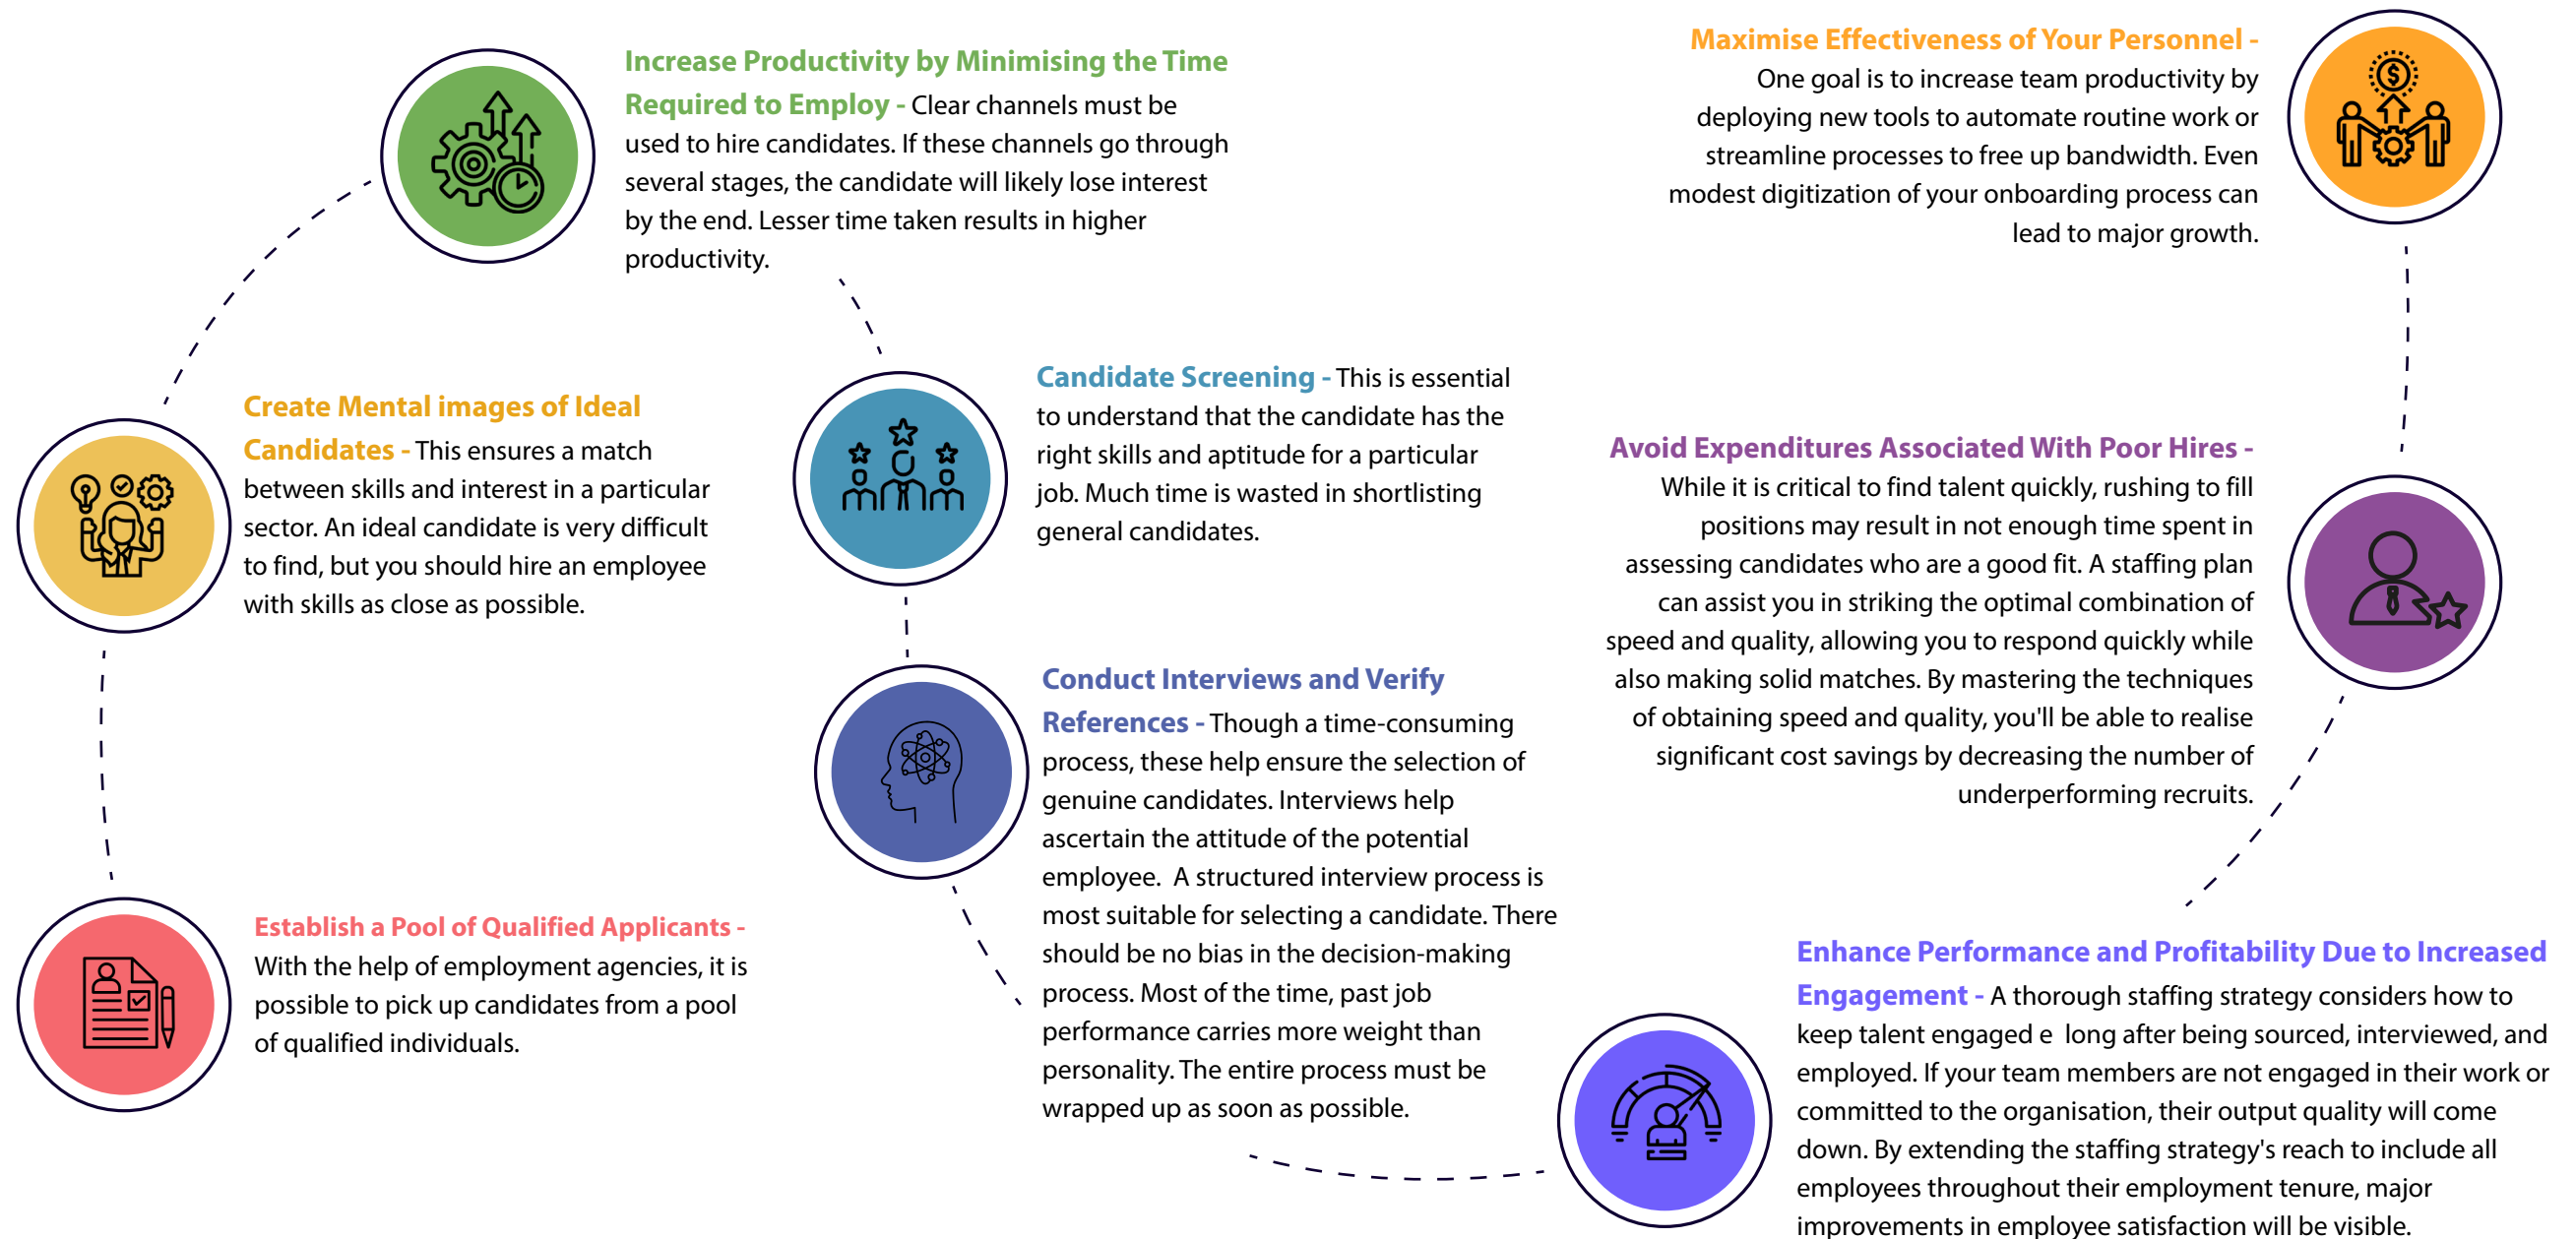 Increase Productivity by Minimising the Time
Required to Employ - Clear channels must be
used to hire candidates. If these channels go through
several stages, the candidate will likely lose interest
by the end. Lesser time taken results in higher
productivity.
Create Mental images of Ideal
Candidates - This ensures a match
between skills and interest in a particular
sector. An ideal candidate is very difficult
to find, but you should hire an employee
with skills as close as possible.
Establish a Pool of Qualified Applicants -
With the help of employment agencies, it is
possible to pick up candidates from a pool
of qualified individuals.
Candidate Screening - This is essential
to understand that the candidate has the
right skills and aptitude for a particular
job. Much time is wasted in shortlisting
general candidates.
Conduct Interviews and Verify
References - Though a time-consuming
process, these help ensure the selection of
genuine candidates. Interviews help
ascertain the attitude of the potential
employee.  A structured interview process is
most suitable for selecting a candidate. There
should be no bias in the decision-making
process. Most of the time, past job
performance carries more weight than
personality. The entire process must be
wrapped up as soon as possible.
Maximise Effectiveness of Your Personnel -
One goal is to increase team productivity by
deploying new tools to automate routine work or
streamline processes to free up bandwidth. Even
modest digitization of your onboarding process can
lead to major growth.
Avoid Expenditures Associated With Poor Hires -
While it is critical to find talent quickly, rushing to fill
positions may result in not enough time spent in
assessing candidates who are a good fit. A staffing plan
can assist you in striking the optimal combination of
speed and quality, allowing you to respond quickly while
also making solid matches. By mastering the techniques
of obtaining speed and quality, you'll be able to realise
significant cost savings by decreasing the number of
underperforming recruits.
Enhance Performance and Profitability Due to Increased
Engagement - A thorough staffing strategy considers how to
keep talent engaged e  long after being sourced, interviewed, and
employed. If your team members are not engaged in their work or
committed to the organisation, their output quality will come
down. By extending the staffing strategy's reach to include all
employees throughout their employment tenure, major
improvements in employee satisfaction will be visible.